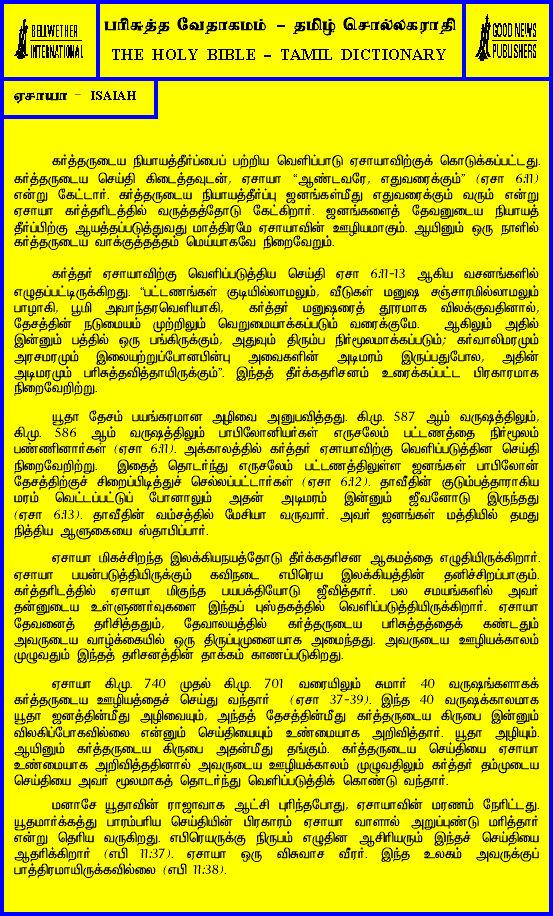 BELLWETHER
INTERNATIONAL
பரிசுத்த வேதாகமம் - தமிழ் சொல்லகராதி
THE HOLY BIBLE - TAMIL DICTIONARY
GOOD NEWS
PUBLISHERS
ஏசாயா - ISAIAH
கர்த்தருடைய நியாயத்தீர்ப்பைப் பற்றிய வெளிப்பாடு ஏசாயாவிற்குக் கொடுக்கப்பட்டது.
கர்த்தருடைய செய்தி கிடைத்தவுடன், ஏசாயா “ஆண்டவரே, எதுவரைக்கும்” (ஏசா 6:11)
என்று கேட்டார். கர்த்தருடைய நியாயத்தீர்ப்பு ஜனங்கள்மீது எதுவரைக்கும் வரும் என்று
ஏசாயா கர்த்தரிடத்தில் வருத்தத்தோடு கேட்கிறார். ஜனங்களைத் தேவனுடைய நியாயத்
தீர்ப்பிற்கு ஆயத்தப்படுத்துவது மாத்திரமே ஏசாயாவின் ஊழியமாகும். ஆயினும் ஒரு நாளில்
கர்த்தருடைய வாக்குத்தத்தம் மெய்யாகவே நிறைவேறும்.
கர்த்தர் ஏசாயாவிற்கு வெளிப்படுத்திய செய்தி ஏசா 6:11-13 ஆகிய வசனங்களில்
எழுதப்பட்டிருக்கிறது. “பட்டணங்கள் குடியில்லாமலும், வீடுகள் மனுஷ சஞ்சாரமில்லாமலும்
பாழாகி, பூமி அவாந்தரவெளியாகி, கர்த்தர் மனுஷரைத் தூரமாக விலக்குவதினால்,
தேசத்தின் நடுமையம் முற்றிலும் வெறுமையாக்கப்படும் வரைக்குமே. ஆகிலும் அதில்
இன்னும் பத்தில் ஒரு பங்கிருக்கும், அதுவும் திரும்ப நிர்மூலமாக்கப்படும்; கர்வாலிமரமும்
அரசமரமும் இலையற்றுப்போனபின்பு அவைகளின் அடிமரம் இருப்பதுபோல, அதின்
அடிமரமும் பரிசுத்தவித்தாயிருக்கும்”. இந்தத் தீர்க்கதரிசனம் உரைக்கப்பட்ட பிரகாரமாக
நிறைவேறிற்று.
யூதா தேசம் பயங்கரமான அழிவை அனுபவித்தது. கி.மு. 587 ஆம் வருஷத்திலும்,
கி.மு. 586 ஆம் வருஷத்திலும் பாபிலோனியர்கள் எருசலேம் பட்டணத்தை நிர்மூலம்
பண்ணினார்கள் (ஏசா 6:11). அக்காலத்தில் கர்த்தர் ஏசாயாவிற்கு வெளிப்படுத்தின செய்தி
நிறைவேறிற்று. இதைத் தொடர்ந்து எருசலேம் பட்டணத்திலுள்ள ஜனங்கள் பாபிலோன்
தேசத்திற்குச் சிறைப்பிடித்துச் செல்லப்பட்டார்கள் (ஏசா 6:12). தாவீதின் குடும்பத்தாராகிய
மரம் வெட்டப்பட்டுப் போனாலும் அதன் அடிமரம் இன்னும் ஜீவனோடு இருந்தது
(ஏசா 6:13). தாவீதின் வம்சத்தில் மேசியா வருவார். அவர் ஜனங்கள் மத்தியில் தமது
நித்திய ஆளுகையை ஸ்தாபிப்பார்.
ஏசாயா மிகச்சிறந்த இலக்கியநயத்தோடு தீர்க்கதரிசன ஆகமத்தை எழுதியிருக்கிறார்.
ஏசாயா பயன்படுத்தியிருக்கும் கவிநடை எபிரெய இலக்கியத்தின் தனிச்சிறப்பாகும்.
கர்த்தரிடத்தில் ஏசாயா மிகுந்த பயபக்தியோடு ஜீவித்தார். பல சமயங்களில் அவர்
தன்னுடைய உள்ளுணர்வுகளை இந்தப் புஸ்தகத்தில் வெளிப்படுத்தியிருக்கிறார். ஏசாயா
தேவனைத் தரிசித்ததும், தேவாலயத்தில் கர்த்தருடைய பரிசுத்தத்தைக் கண்டதும்
அவருடைய வாழ்க்கையில் ஒரு திருப்புமுனையாக அமைந்தது. அவருடைய ஊழியக்காலம்
முழுவதும் இந்தத் தரிசனத்தின் தாக்கம் காணப்படுகிறது.
ஏசாயா கி.மு. 740 முதல் கி.மு. 701 வரையிலும் சுமார் 40 வருஷங்களாகக்
கர்த்தருடைய ஊழியத்தைச் செய்து வந்தார் (ஏசா 37-39). இந்த 40 வருஷக்காலமாக
யூதா ஜனத்தின்மீது அழிவையும், அந்தத் தேசத்தின்மீது கர்த்தருடைய கிருபை இன்னும்
விலகிப்போகவில்லை என்னும் செய்தியையும் உண்மையாக அறிவித்தார். யூதா அழியும்.
ஆயினும் கர்த்தருடைய கிருபை அதன்மீது தங்கும். கர்த்தருடைய செய்தியை ஏசாயா
உண்மையாக அறிவித்ததினால் அவருடைய ஊழியக்காலம் முழுவதிலும் கர்த்தர் தம்முடைய
செய்தியை அவர் மூலமாகத் தொடர்ந்து வெளிப்படுத்திக் கொண்டு வந்தார்.
மனாசே யூதாவின் ராஜாவாக ஆட்சி புரிந்தபோது, ஏசாயாவின் மரணம் நேரிட்டது.
யூதமார்க்கத்து பாரம்பரிய செய்தியின் பிரகாரம் ஏசாயா வாளால் அறுப்புண்டு மரித்தார்
என்று தெரிய வருகிறது. எபிரெயருக்கு நிருபம் எழுதின ஆசிரியரும் இந்தச் செய்தியை
ஆதரிக்கிறார் (எபி 11:37). ஏசாயா ஒரு விசுவாச வீரர். இந்த உலகம் அவருக்குப்
பாத்திரமாயிருக்கவில்லை (எபி 11:38).